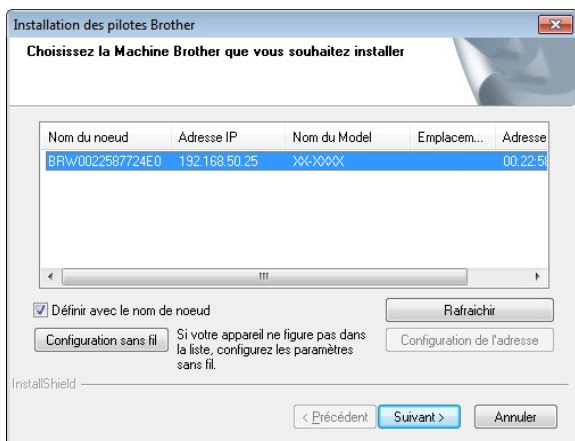 Installation des pilotes Brother
Choisissez la Machine Brother que vous souhaitez installer
Nom du noeud Adresse IP Nom du Model Emplacem... Adresse
BRW0022587724E0 192.168.50.25 XX-XXXX 00:22:58
Définir avec le nom de noeud
Rafraichir
Configuration sans fil
Si votre appareil ne figure pas dans
la liste, configurez les paramètres
sans fil.
Configuration de l'adresse
InstallShield
< Précédent Suivant > Annuler